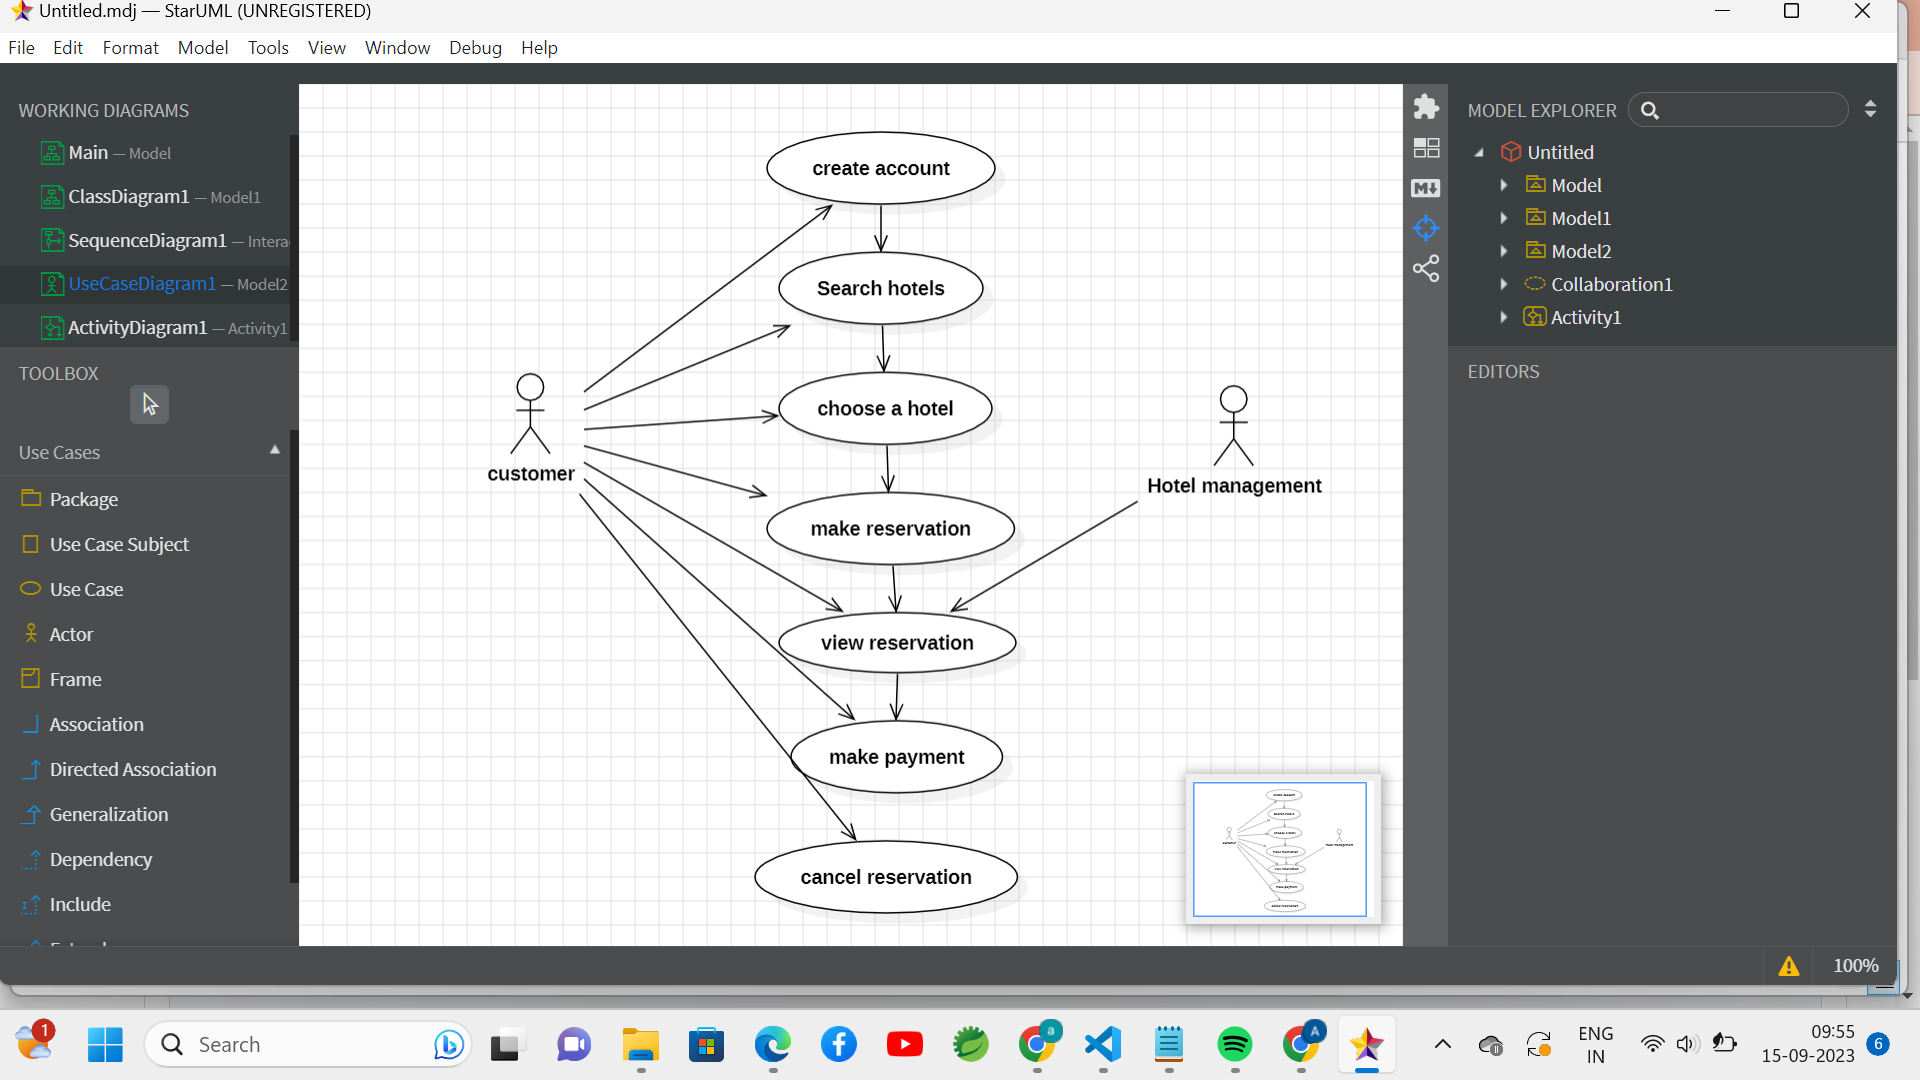 Untitled.mdj — StarUML (UNREGISTERED)
File Edit Format Model Tools View Window Debug Help
WORKING DIAGRAMS
Main — Model
ClassDiagram1 — Model1
SequenceDiagram1 — Intera
UseCaseDiagram1 — Model2
ActivityDiagram1 — Activity1
TOOLBOX
Use Cases
Package
Use Case Subject
Use Case
Actor
Frame
Association
Directed Association
Generalization
Dependency
Include
create account
Search hotels
choose a hotel
customer
Hotel management
make reservation
view reservation
make payment
cancel reservation
M
MODEL EXPLORER
Untitled
Model
Model1
Model2
Collaboration1
Activity1
EDITORS
100%
1
Search
a
A
ENG
IN
09:55
15-09-2023
6